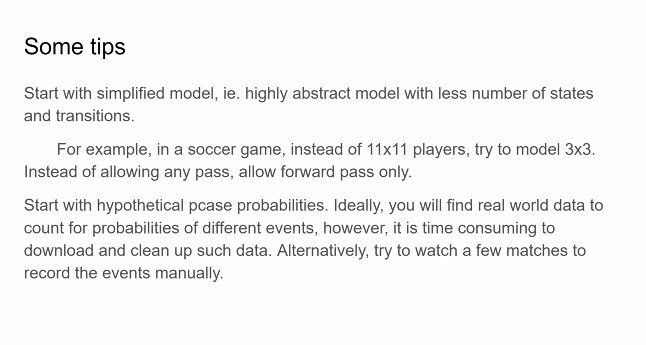 Some tips
Start with simplified model, ie. highly abstract model with less number of states
and transitions.
For example, in a soccer game, instead of 11x11 players, try to model 3x3.
Instead of allowing any pass, allow forward pass only.
Start with hypothetical pcase probabilities. Ideally, you will find real world data to
count for probabilities of different events, however, it is time consuming to
download and clean up such data. Alternatively, try to watch a few matches to
record the events manually.